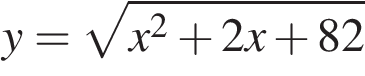 y = √(x² + 2x + 82)